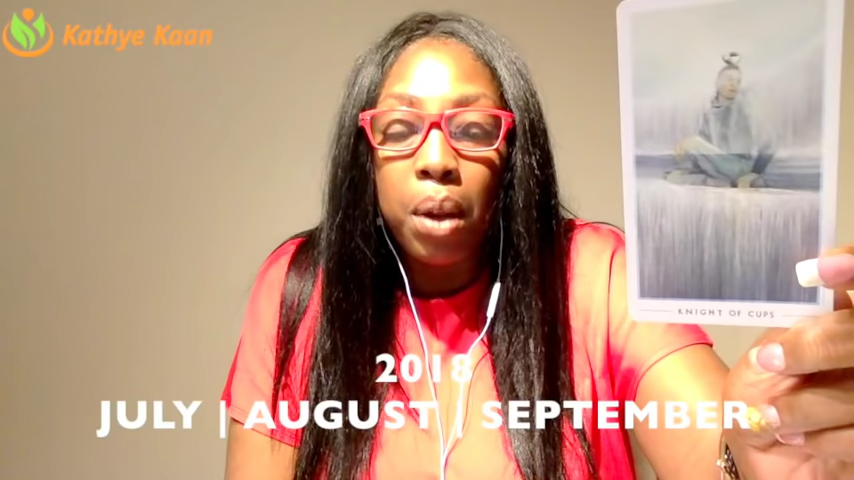 Kathye Kaan
KNIGHT OF CUPS
2018
JULY | AUGUST | SEPTEMBER